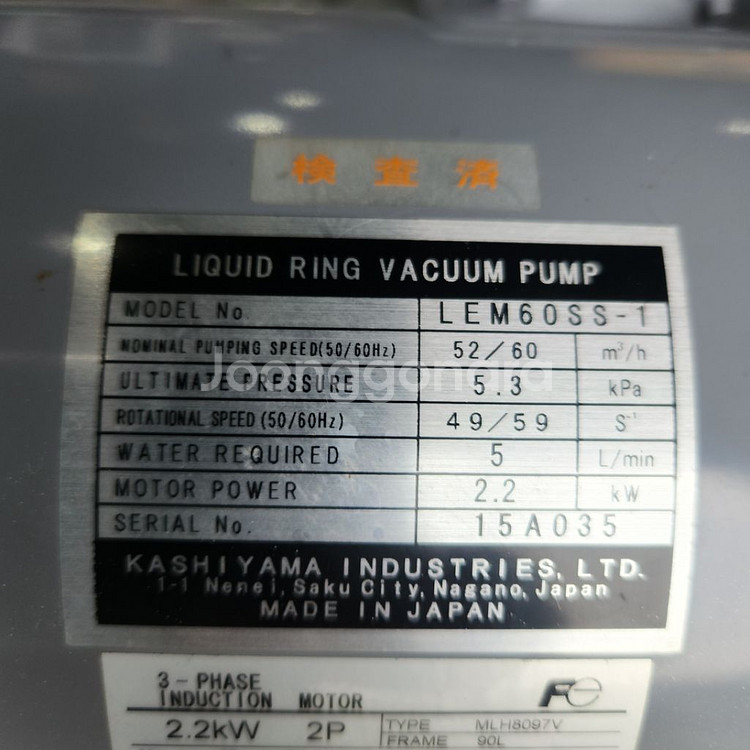 検査済
LIQUID RING VACUUM PUMP
MODEL No. LEM60SS-1
NOMINAL PUMPING SPEED(50/60Hz) 52/60 m³/h
ULTIMATE PRESSURE 5.3 kPa
Joonggonara
ROTATIONAL SPEED (50/60Hz) 49/59 S⁻¹
WATER REQUIRED 5 L/min
MOTOR POWER 2.2 kW
SERIAL No. 15A035
KASHIYAMA INDUSTRIES, LTD.
1-1 Nenei, Saku City, Nagano, Japan
MADE IN JAPAN
3-PHASE
INDUCTION MOTOR
Fe
2.2kW 2P TYPE MLH8097V
FRAME 90L